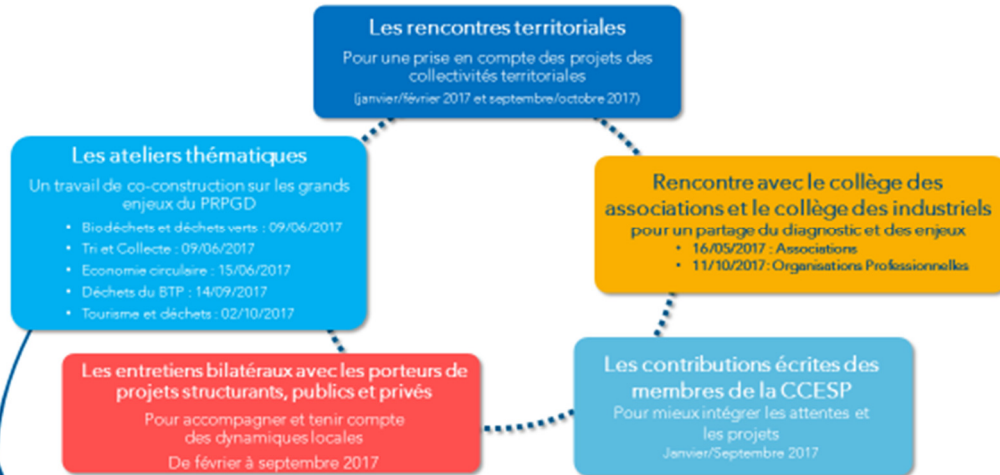 Les rencontres territoriales
Pour une prise en compte des projets des
collectivités territoriales
(janvier/février 2017 et septembre/octobre 2017)
Les ateliers thématiques
Un travail de co-construction sur les grands
enjeux du PRPGD
• Biodéchets et déchets verts : 09/06/2017
• Tri et Collecte : 09/06/2017
• Economie circulaire : 15/06/2017
• Déchets du BTP : 14/09/2017
• Tourisme et déchets : 02/10/2017
Rencontre avec le collège des
associations et le collège des industriels
pour un partage du diagnostic et des enjeux
• 16/05/2017 : Associations
• 11/10/2017: Organisations Professionnelles
Les entretiens bilatéraux avec les porteurs de
projets structurants, publics et privés
Pour accompagner et tenir compte
des dynamiques locales
De février à septembre 2017
Les contributions écrites des
membres de la CCESP
Pour mieux intégrer les attentes et
les projets
Janvier/Septembre 2017